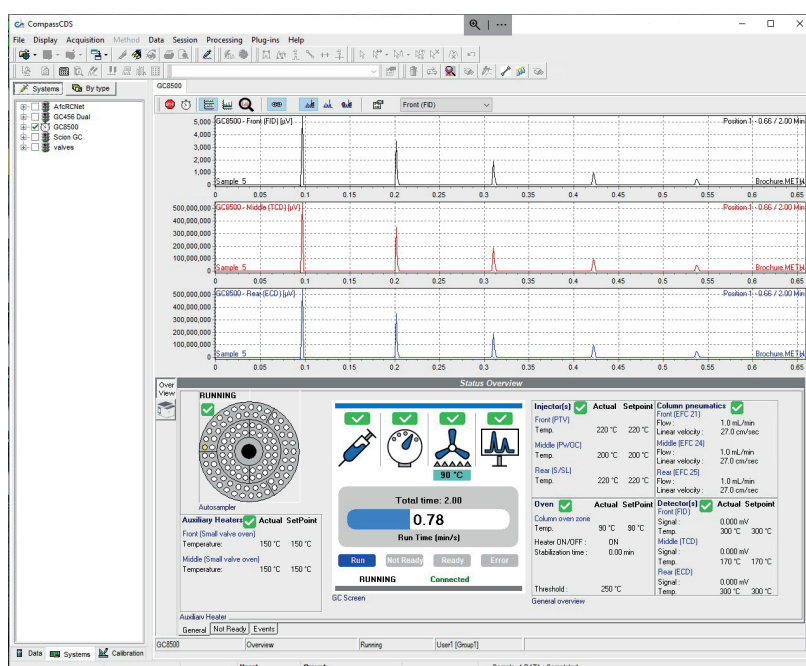 CompassCDS
File Display Acquisition Method Data Session Processing Plug-ins Help
Systems By type
GC8500
AfcRCNet
GC456 Dual
GC8500
Scion GC
valves
Front (FID)
GC8500 - Front (FID) [µV] Position 1 - 0.66 / 2.00 Min
5,000
4,000
3,000
2,000
1,000
0
Sample 5 Brochure.METH
0 0.05 0.1 0.15 0.2 0.25 0.3 0.35 0.4 0.45 0.5 0.55 0.6 0.65
GC8500 - Middle (TCD) [µV] Position 1 - 0.66 / 2.00 Min
500,000,000
400,000,000
300,000,000
200,000,000
100,000,000
0
Sample 5 Brochure.METH
0 0.05 0.1 0.15 0.2 0.25 0.3 0.35 0.4 0.45 0.5 0.55 0.6 0.65
GC8500 - Rear (ECD) [µV] Position 1 - 0.66 / 2.00 Min
500,000,000
400,000,000
300,000,000
200,000,000
100,000,000
0
Sample 5 Brochure.METH
0 0.05 0.1 0.15 0.2 0.25 0.3 0.35 0.4 0.45 0.5 0.55 0.6 0.65
Over View
Status Overview
RUNNING
Autosampler
Auxiliary Heaters Actual SetPoint
Front (Small valve oven)
Temperature: 150 °C 150 °C
Middle (Small valve oven)
Temperature: 150 °C 150 °C
Auxiliary Heater
90 °C
Total time: 2.00
0.78
Run Time (min/s)
Run Not Ready Ready Error
RUNNING Connected
GC Screen
Injector(s) Actual Setpoint
Front (PTV)
Temp. 220 °C 220 °C
Middle (PWOC)
Temp. 200 °C 200 °C
Rear (S/SL)
Temp. 220 °C 220 °C
Column pneumatics
Front (EFC 21)
Flow : 1.0 mL/min
Linear velocity : 27.0 cm/sec
Middle (EFC 24)
Flow : 1.0 mL/min
Linear velocity : 27.0 cm/sec
Rear (EFC 25)
Flow : 1.0 mL/min
Linear velocity : 27.0 cm/sec
Oven Actual SetPoint
Column oven zone
Temp. 90 °C 90 °C
Heater ON/OFF : ON
Stabilization time : 0.00 min
Threshold : 250 °C
General overview
Detector(s) Actual Setpoint
Front (FID)
Signal : 0.000 mV
Temp. 300 °C 300 °C
Middle (TCD)
Signal : 0.000 mV
Temp. 170 °C 170 °C
Rear (ECD)
Signal : 0.000 mV
Temp. 300 °C 300 °C
General Not Ready Events
Data Systems Calibration
GC8500 Overview Running User1 [Group1]